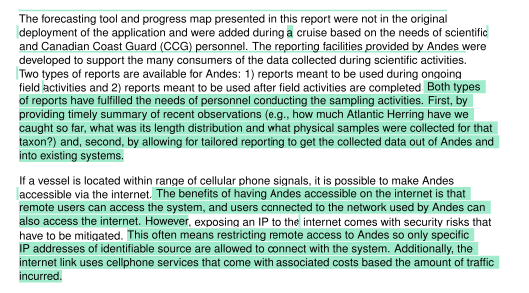 The forecasting tool and progress map presented in this report were not in the original
deployment of the application and were added during a cruise based on the needs of scientific
and Canadian Coast Guard (CCG) personnel. The reporting facilities provided by Andes were
developed to support the many consumers of the data collected during scientific activities.
Two types of reports are available for Andes: 1) reports meant to be used during ongoing
field activities and 2) reports meant to be used after field activities are completed Both types
of reports have fulfilled the needs of personnel conducting the sampling activities. First, by
providing timely summary of recent observations (e.g., how much Atlantic Herring have we
caught so far, what was its length distribution and what physical samples were collected for that
taxon?) and, second, by allowing for tailored reporting to get the collected data out of Andes and
into existing systems.
If a vessel is located within range of cellular phone signals, it is possible to make Andes
accessible via the internet. The benefits of having Andes accessible on the internet is that
remote users can access the system, and users connected to the network used by Andes can
also access the internet. However, exposing an IP to the internet comes with security risks that
have to be mitigated. This often means restricting remote access to Andes so only specific
IP addresses of identifiable source are allowed to connect with the system. Additionally, the
internet link uses cellphone services that come with associated costs based the amount of traffic
incurred.